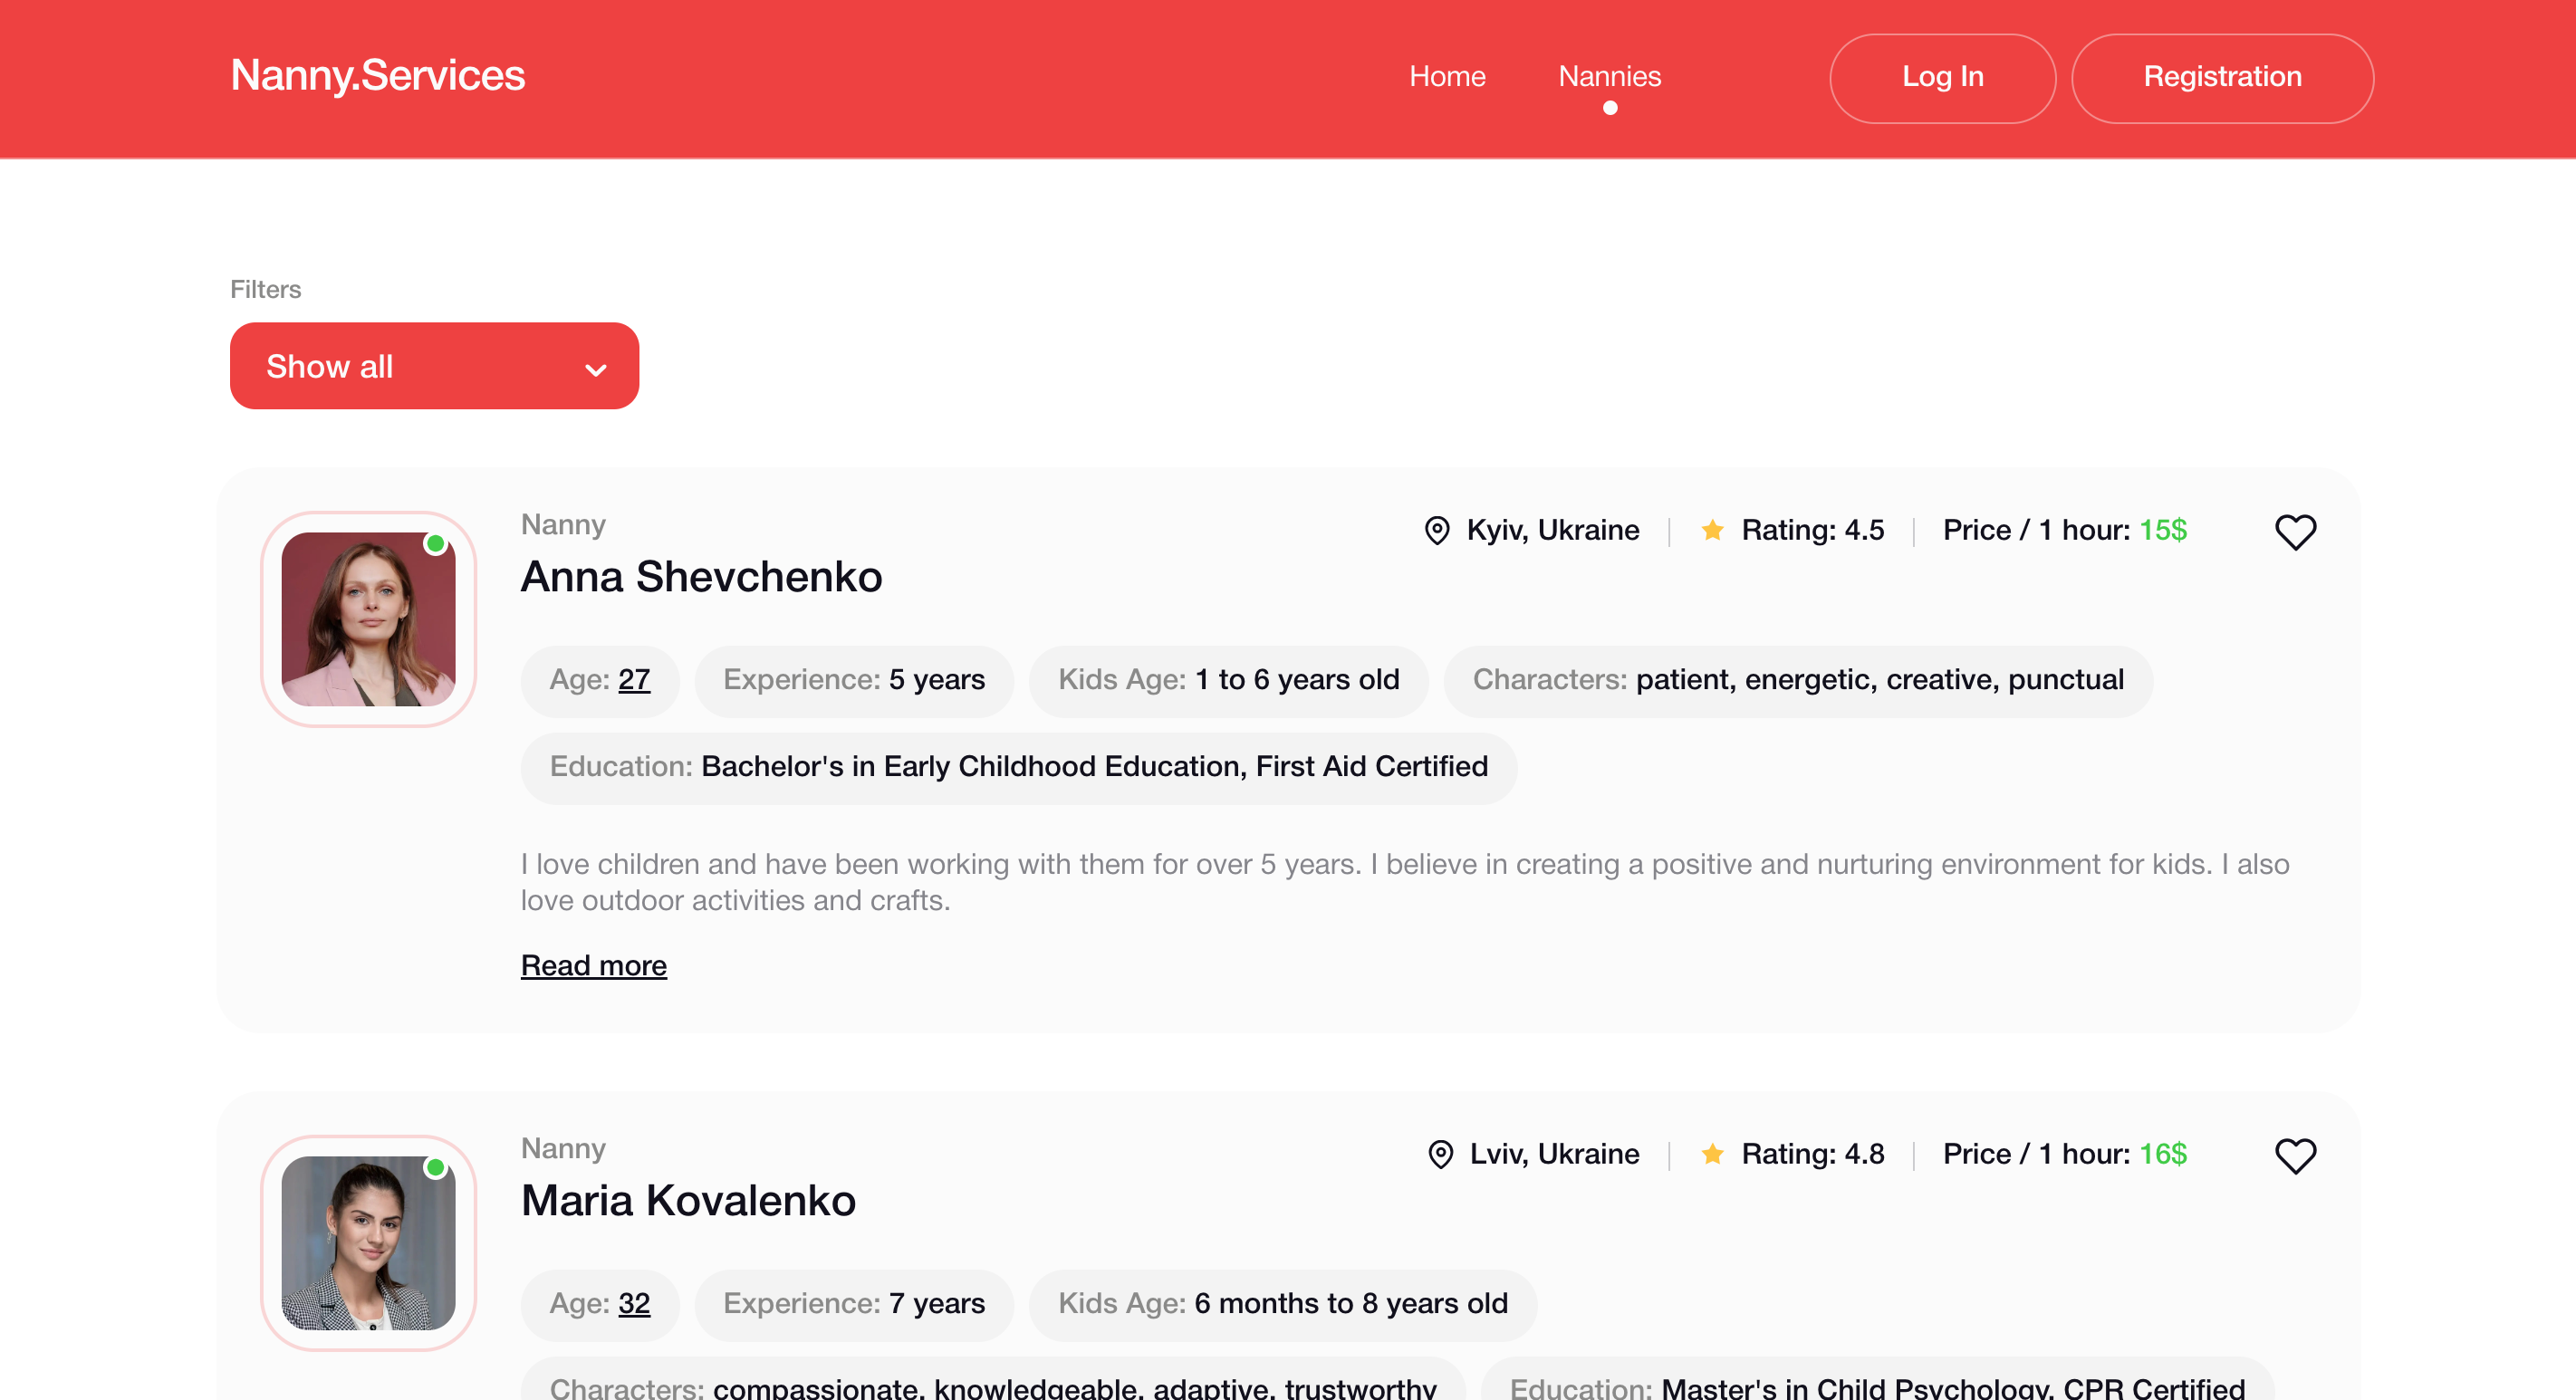 Nanny.Services
Home
Nannies
Log In
Registration
Filters
Show all
Nanny
Kyiv, Ukraine
Rating: 4.5
Price / 1 hour: 15$
Anna Shevchenko
Age: 27
Experience: 5 years
Kids Age: 1 to 6 years old
Characters: patient, energetic, creative, punctual
Education: Bachelor's in Early Childhood Education, First Aid Certified
I love children and have been working with them for over 5 years. I believe in creating a positive and nurturing environment for kids. I also
love outdoor activities and crafts.
Read more
Nanny
Lviv, Ukraine
Rating: 4.8
Price / 1 hour: 16$
Maria Kovalenko
Age: 32
Experience: 7 years
Kids Age: 6 months to 8 years old
Characters: compassionate, knowledgeable, adaptive, trustworthy
Education: Master's in Child Psychology, CPR Certified